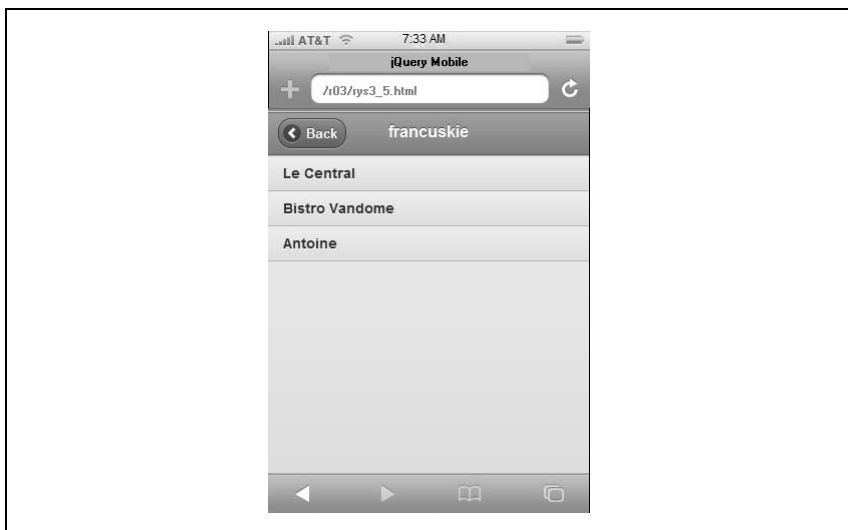 AT&T 7:33 AM
jQuery Mobile
/r03/rys3_5.html
Back francuskie
Le Central
Bistro Vandome
Antoine